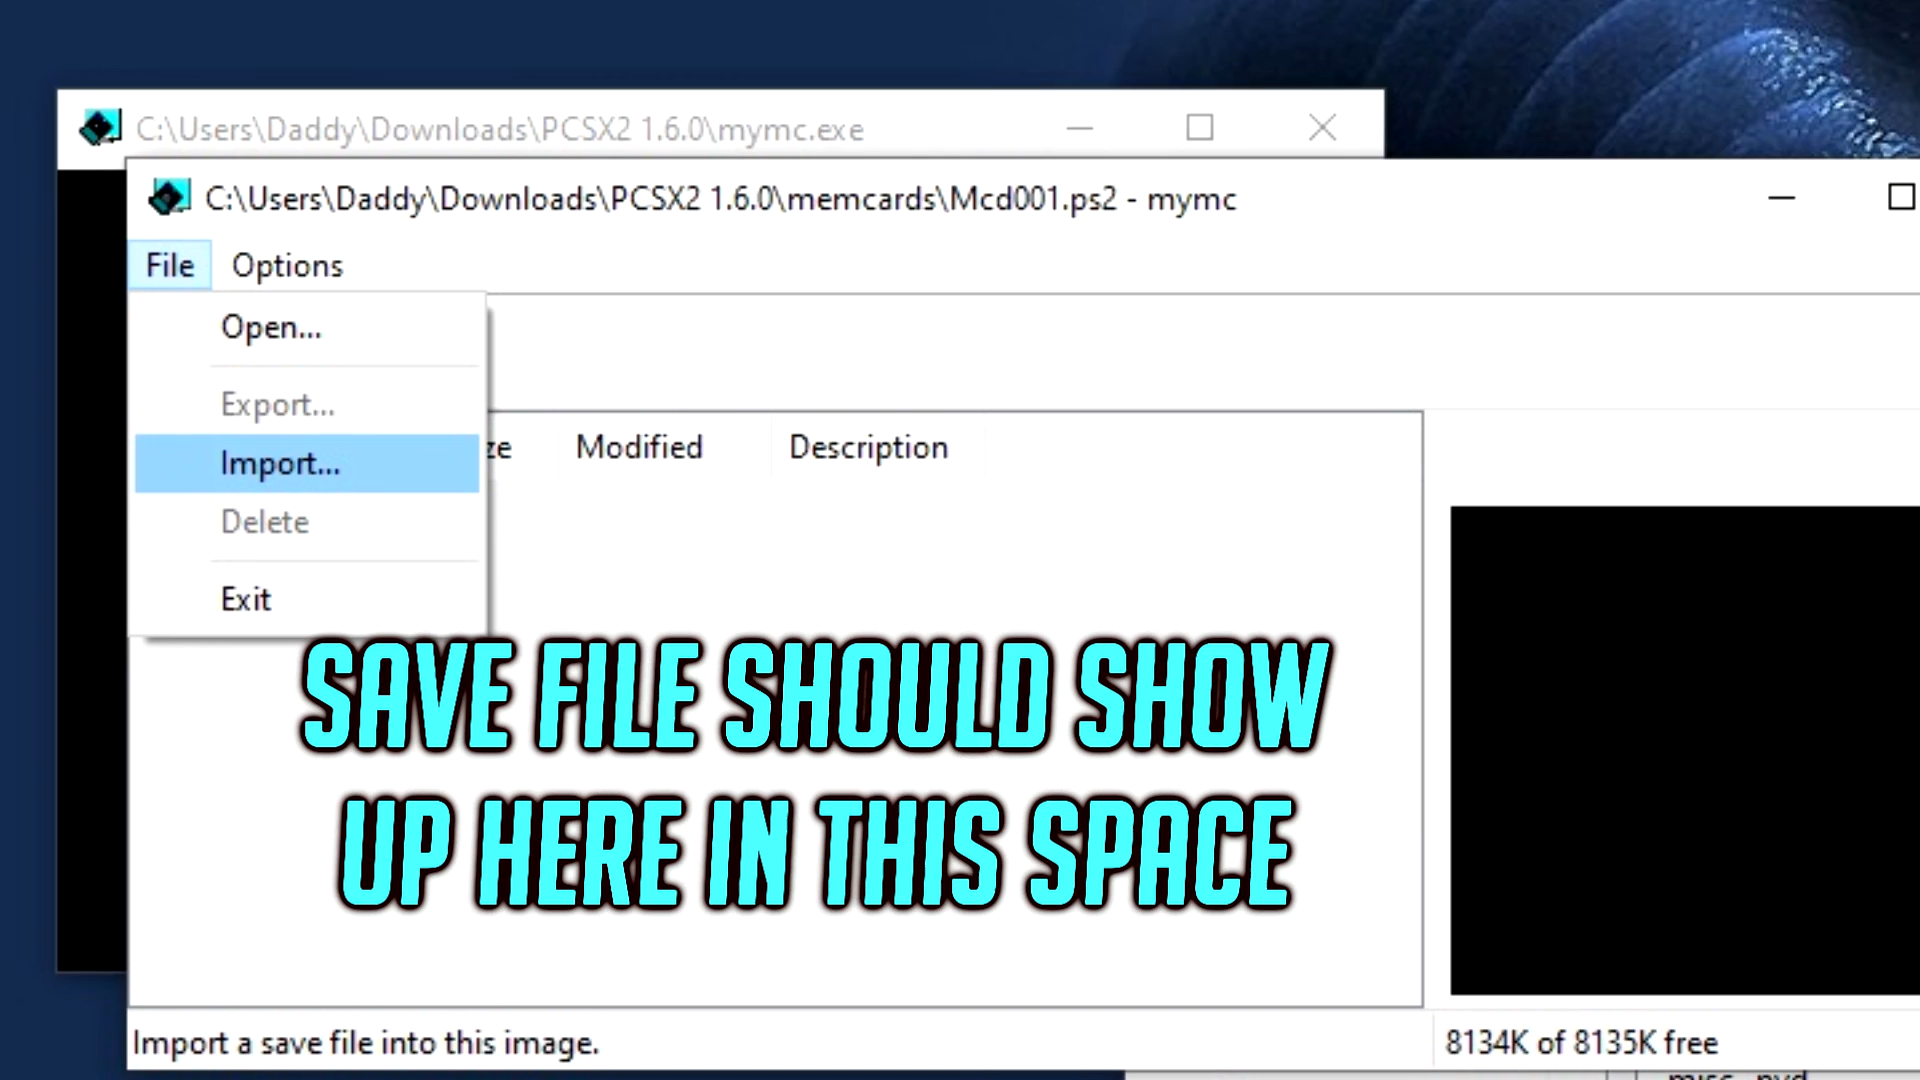 C:\Users\Daddy\Downloads\PCSX2 1.6.0\mymc.exe
C:\Users\Daddy\Downloads\PCSX2 1.6.0\memcards\Mcd001.ps2 - mymc
File Options
Open...
Export...
Import...
Delete
Exit
ze Modified Description
SAVE FILE SHOULD SHOW
UP HERE IN THIS SPACE
Import a save file into this image.
8134K of 8135K free